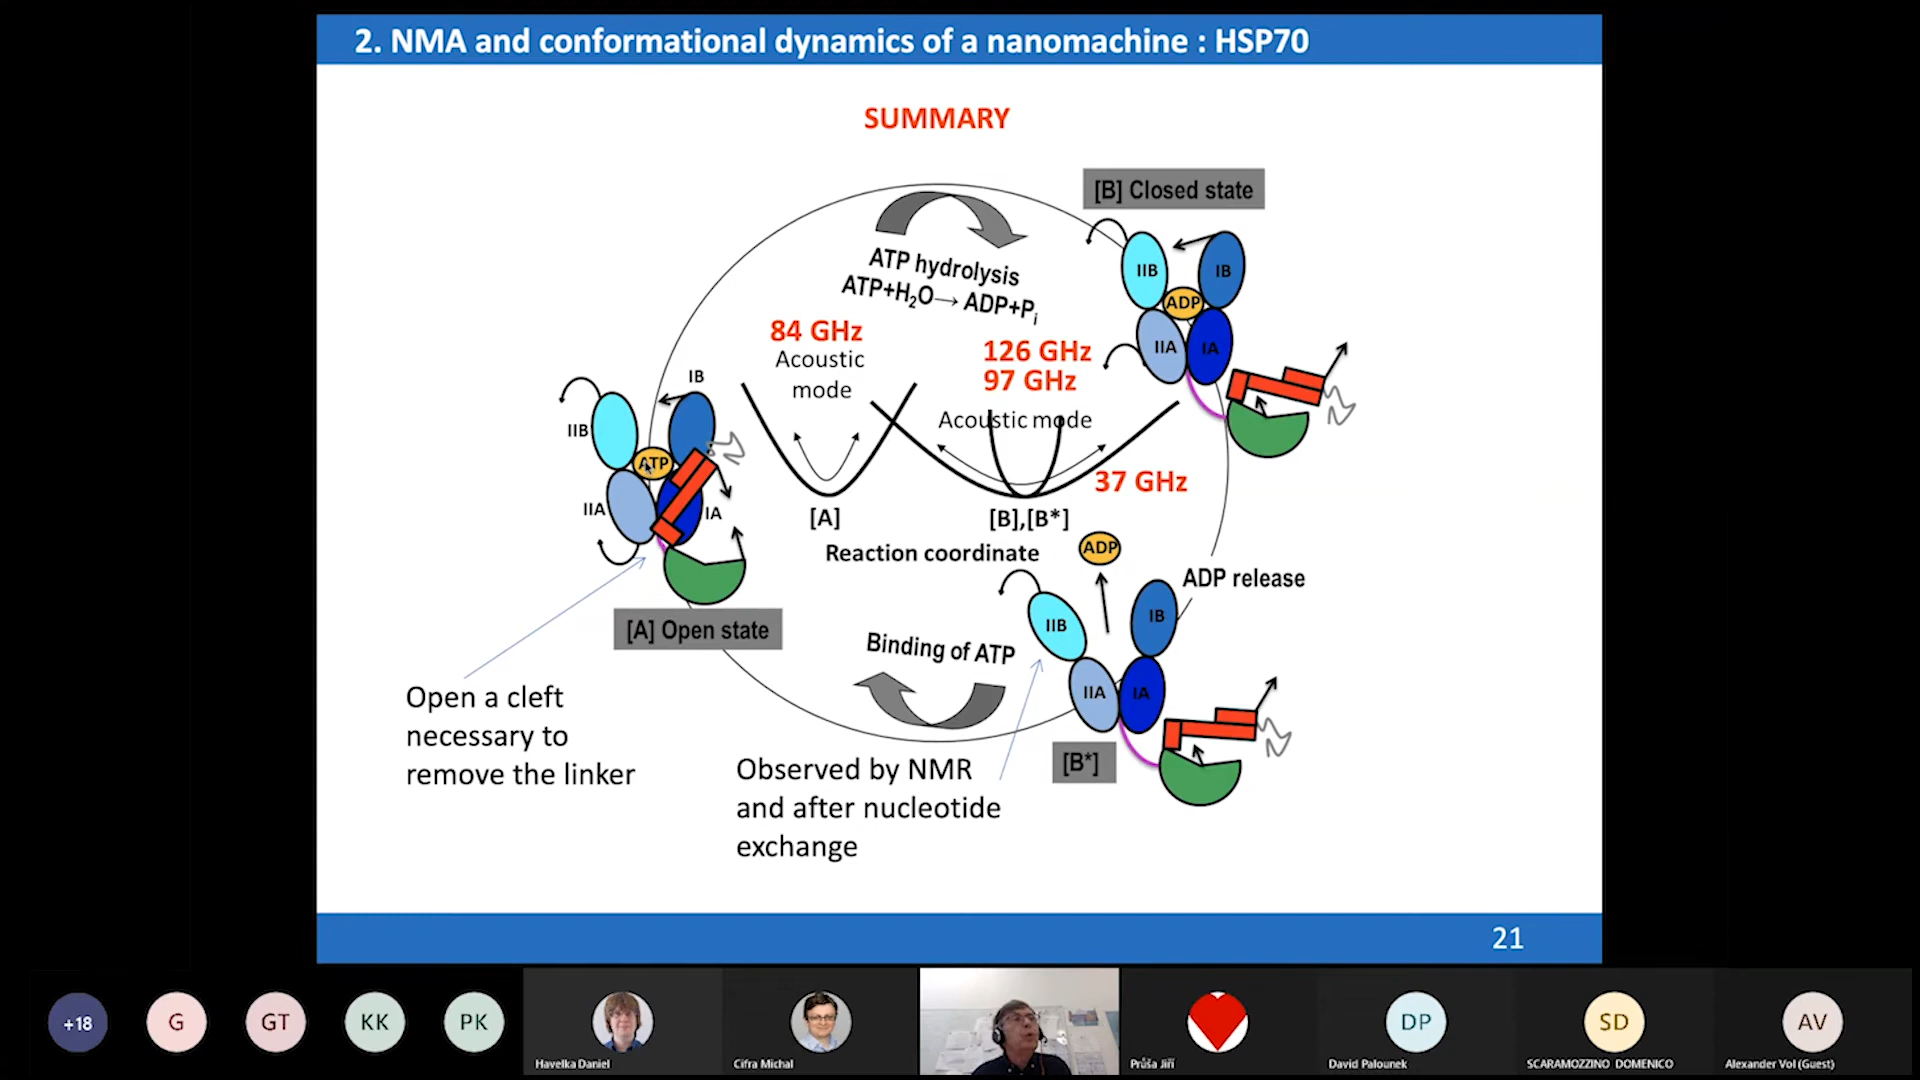 2. NMA and conformational dynamics of a nanomachine : HSP70
SUMMARY
[B] Closed state
ATP hydrolysis
ATP+H₂O→ ADP+Pᵢ
IIB
IB
ADP
IIA
IA
84 GHz
Acoustic
mode
126 GHz
97 GHz
Acoustic mode
37 GHz
IB
IIB
ATP
IIA
IA
[A]
[B],[B*]
Reaction coordinate
ADP
ADP release
[A] Open state
Binding of ATP
IIB
IB
IIA
IA
[B*]
Open a cleft
necessary to
remove the linker
Observed by NMR
and after nucleotide
exchange
21
+18
G
GT
KK
PK
Havelka Daniel
Cifra Michal
Průša Jiří
DP
David Palounek
SD
SCARAMOZZINO DOMENICO
AV
Alexander Vol (Guest)